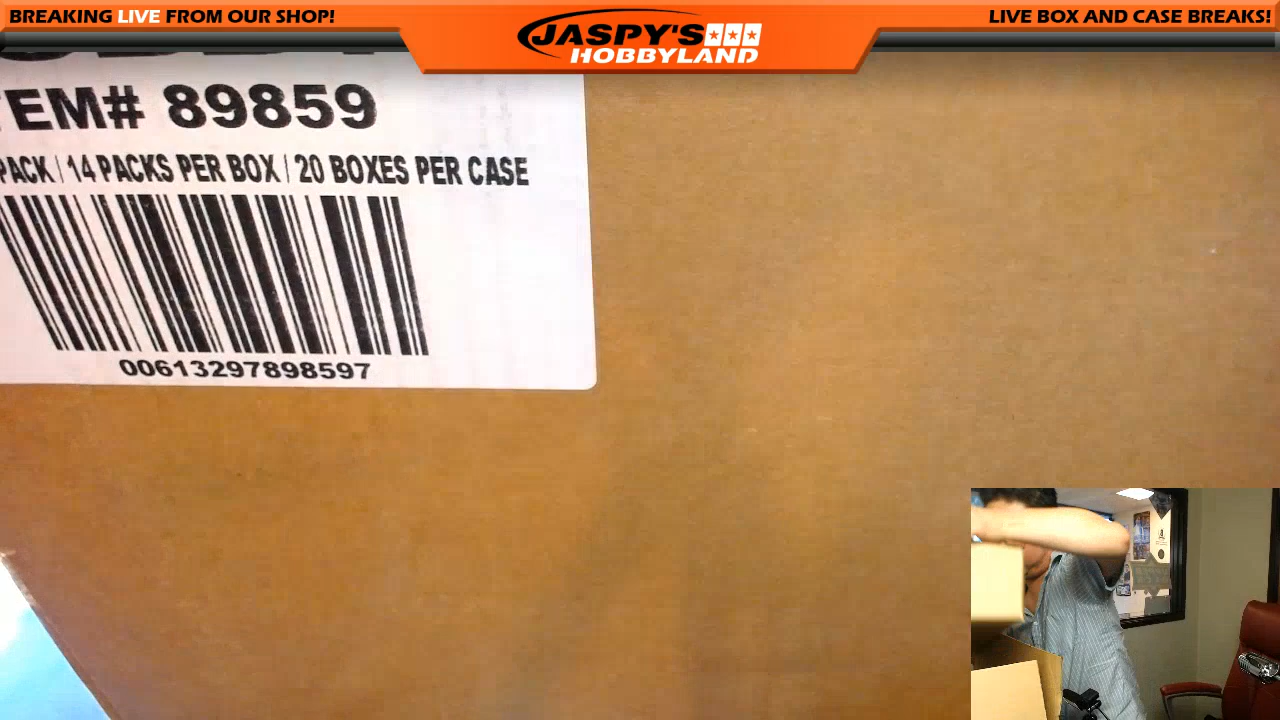 BREAKING LIVE FROM OUR SHOP!
JASPY'S
HOBBYLAND
LIVE BOX AND CASE BREAKS!
TEM# 89859
PACK / 14 PACKS PER BOX / 20 BOXES PER CASE
00613297898597